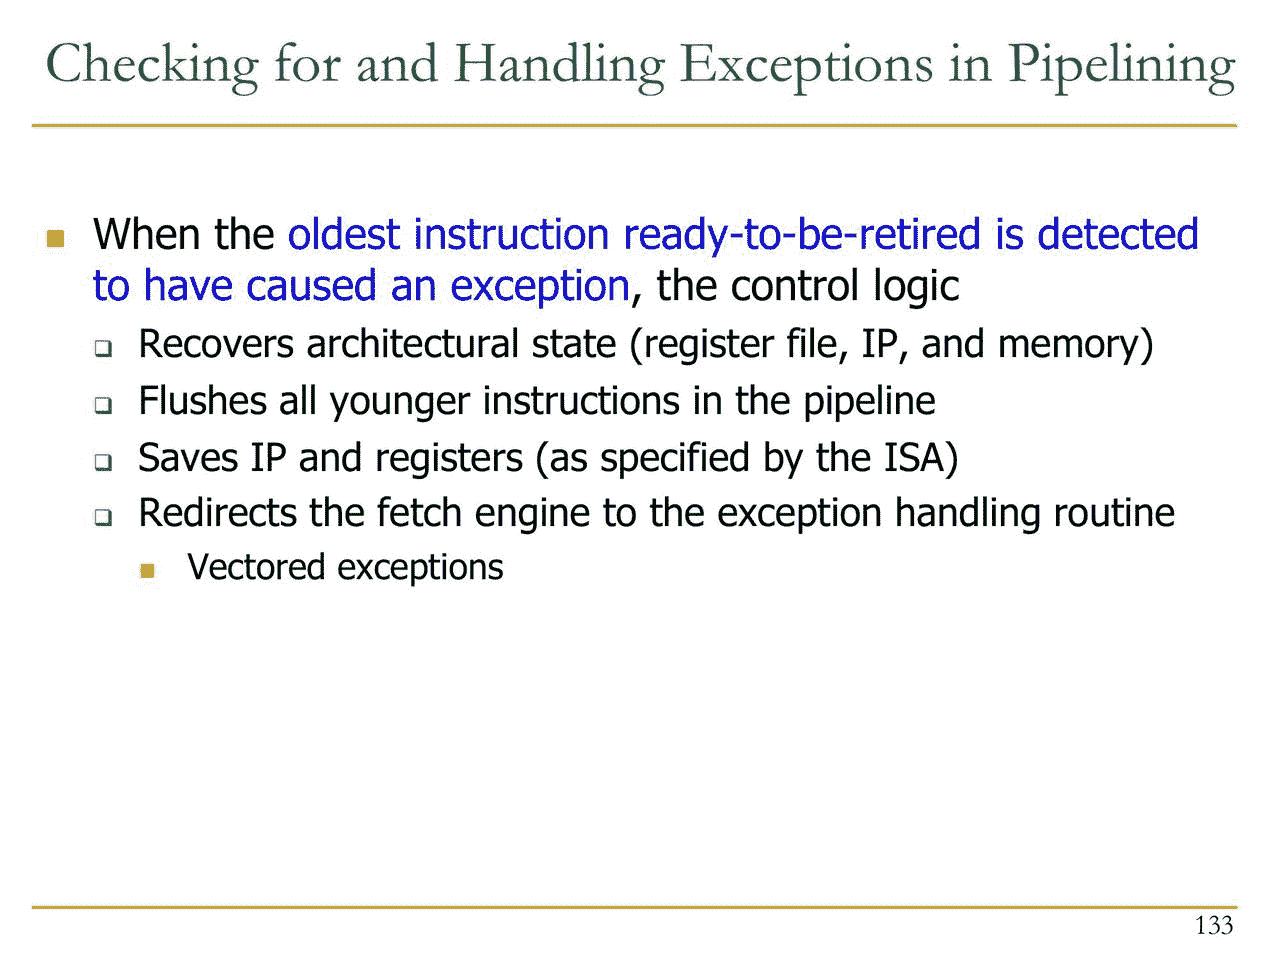 Checking for and Handling Exceptions in Pipelining
When the oldest instruction ready-to-be-retired is detected
to have caused an exception, the control logic
Recovers architectural state (register file, IP, and memory)
Flushes all younger instructions in the pipeline
Saves IP and registers (as specified by the ISA)
Redirects the fetch engine to the exception handling routine
Vectored exceptions
133